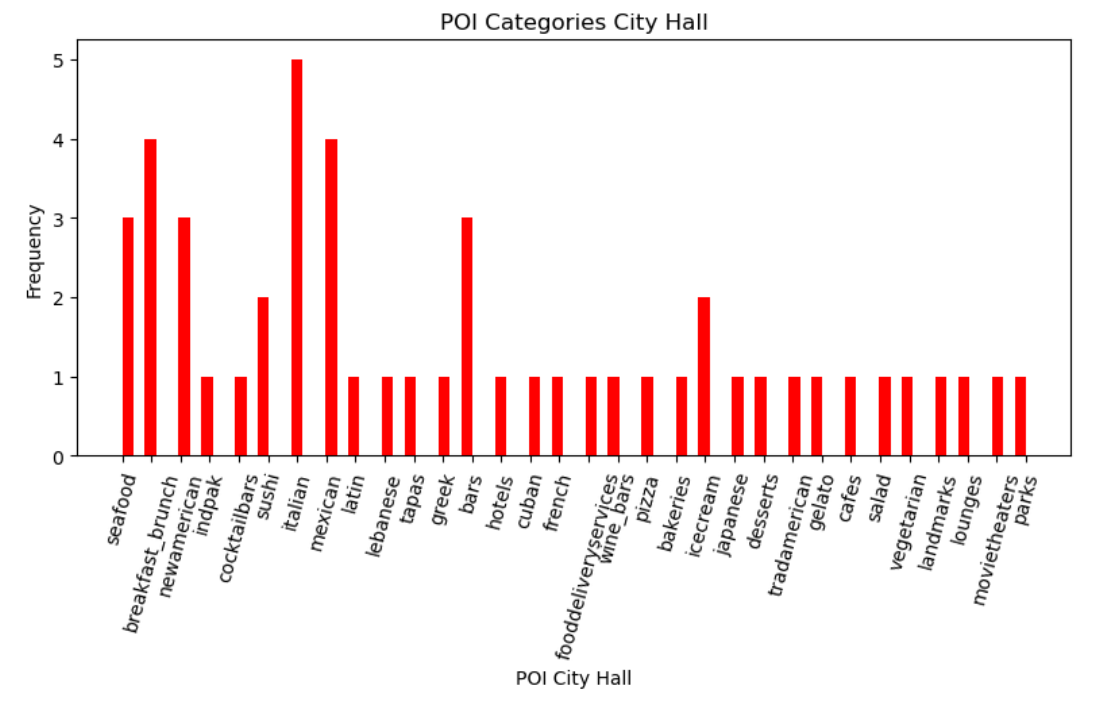 POI Categories City Hall
Frequency
5
4
3
2
1
0
seafood
breakfast_brunch
newamerican
indpak
cocktailbars
sushi
italian
mexican
latin
lebanese
tapas
greek
bars
hotels
cuban
french
fooddeliveryservices
wine_bars
pizza
bakeries
icecream
japanese
desserts
tradamerican
gelato
cafes
salad
vegetarian
landmarks
lounges
movietheaters
parks
POI City Hall